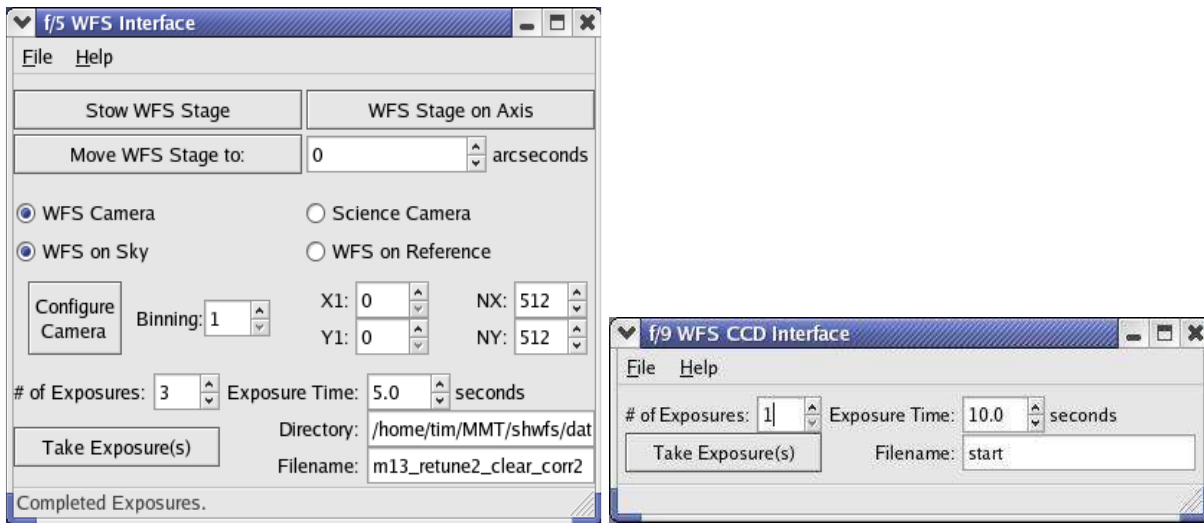 f/5 WFS Interface
File Help
Stow WFS Stage WFS Stage on Axis
Move WFS Stage to: 0 arcseconds
WFS Camera Science Camera
WFS on Sky WFS on Reference
Configure Camera Binning: 1 X1: 0 NX: 512
Y1: 0 NY: 512
# of Exposures: 3 Exposure Time: 5.0 seconds
Take Exposure(s) Directory: /home/tim/MMT/shwfs/dat
Filename: m13_retune2_clear_corr2
Completed Exposures.
f/9 WFS CCD Interface
File Help
# of Exposures: 1 Exposure Time: 10.0 seconds
Take Exposure(s) Filename: start